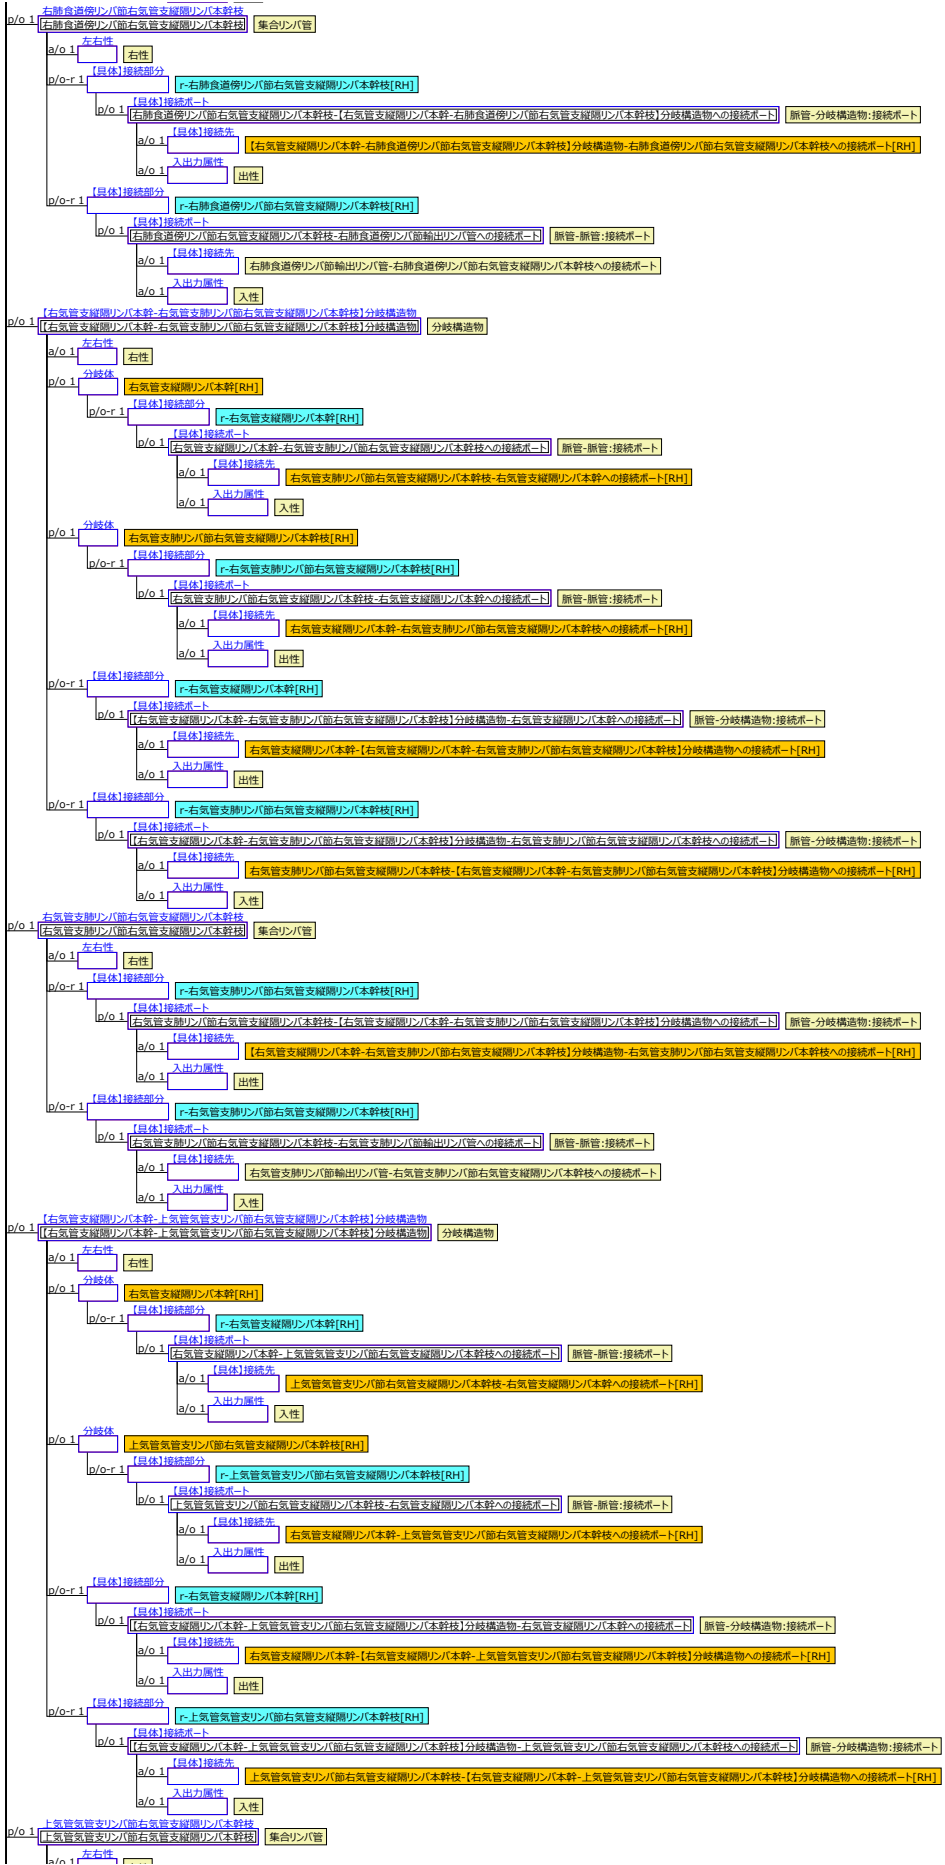 右肺食道傍リンパ節右気管支縦隔リンパ本幹枝
p/o 1 右肺食道傍リンパ節右気管支縦隔リンパ本幹枝 集合リンパ管
左右性
a/o 1 右性
【具体】接続部分
p/o-r 1 r-右肺食道傍リンパ節右気管支縦隔リンパ本幹枝[RH]
【具体】接続ポート
p/o 1 右肺食道傍リンパ節右気管支縦隔リンパ本幹枝-【右気管支縦隔リンパ本幹-右肺食道傍リンパ節右気管支縦隔リンパ本幹枝】分岐構造物への接続ポート 脈管-分岐構造物:接続ポート
【具体】接続先
a/o 1 【右気管支縦隔リンパ本幹-右肺食道傍リンパ節右気管支縦隔リンパ本幹枝】分岐構造物-右肺食道傍リンパ節右気管支縦隔リンパ本幹枝への接続ポート[RH]
入出力属性
a/o 1 出性
【具体】接続部分
p/o-r 1 r-右肺食道傍リンパ節右気管支縦隔リンパ本幹枝[RH]
【具体】接続ポート
p/o 1 右肺食道傍リンパ節右気管支縦隔リンパ本幹枝-右肺食道傍リンパ節輸出リンパ管への接続ポート 脈管-脈管:接続ポート
【具体】接続先
a/o 1 右肺食道傍リンパ節輸出リンパ管-右肺食道傍リンパ節右気管支縦隔リンパ本幹枝への接続ポート
入出力属性
a/o 1 入性
【右気管支縦隔リンパ本幹-右気管支肺リンパ節右気管支縦隔リンパ本幹枝】分岐構造物
p/o 1 【右気管支縦隔リンパ本幹-右気管支肺リンパ節右気管支縦隔リンパ本幹枝】分岐構造物 分岐構造物
左右性
a/o 1 右性
分岐体
p/o 1 右気管支縦隔リンパ本幹[RH]
【具体】接続部分
p/o-r 1 r-右気管支縦隔リンパ本幹[RH]
【具体】接続ポート
p/o 1 右気管支縦隔リンパ本幹-右気管支肺リンパ節右気管支縦隔リンパ本幹枝への接続ポート 脈管-脈管:接続ポート
【具体】接続先
a/o 1 右気管支肺リンパ節右気管支縦隔リンパ本幹枝-右気管支縦隔リンパ本幹への接続ポート[RH]
入出力属性
a/o 1 入性
分岐体
p/o 1 右気管支肺リンパ節右気管支縦隔リンパ本幹枝[RH]
【具体】接続部分
p/o-r 1 r-右気管支肺リンパ節右気管支縦隔リンパ本幹枝[RH]
【具体】接続ポート
p/o 1 右気管支肺リンパ節右気管支縦隔リンパ本幹枝-右気管支縦隔リンパ本幹への接続ポート 脈管-脈管:接続ポート
【具体】接続先
a/o 1 右気管支縦隔リンパ本幹-右気管支肺リンパ節右気管支縦隔リンパ本幹枝への接続ポート[RH]
入出力属性
a/o 1 出性
【具体】接続部分
p/o-r 1 r-右気管支縦隔リンパ本幹[RH]
【具体】接続ポート
p/o 1 【右気管支縦隔リンパ本幹-右気管支肺リンパ節右気管支縦隔リンパ本幹枝】分岐構造物-右気管支縦隔リンパ本幹への接続ポート 脈管-分岐構造物:接続ポート
【具体】接続先
a/o 1 右気管支縦隔リンパ本幹-【右気管支縦隔リンパ本幹-右気管支肺リンパ節右気管支縦隔リンパ本幹枝】分岐構造物への接続ポート[RH]
入出力属性
a/o 1 出性
【具体】接続部分
p/o-r 1 r-右気管支肺リンパ節右気管支縦隔リンパ本幹枝[RH]
【具体】接続ポート
p/o 1 【右気管支縦隔リンパ本幹-右気管支肺リンパ節右気管支縦隔リンパ本幹枝】分岐構造物-右気管支肺リンパ節右気管支縦隔リンパ本幹枝への接続ポート 脈管-分岐構造物:接続ポート
【具体】接続先
a/o 1 右気管支肺リンパ節右気管支縦隔リンパ本幹枝-【右気管支縦隔リンパ本幹-右気管支肺リンパ節右気管支縦隔リンパ本幹枝】分岐構造物への接続ポート[RH]
入出力属性
a/o 1 入性
右気管支肺リンパ節右気管支縦隔リンパ本幹枝
p/o 1 右気管支肺リンパ節右気管支縦隔リンパ本幹枝 集合リンパ管
左右性
a/o 1 右性
【具体】接続部分
p/o-r 1 r-右気管支肺リンパ節右気管支縦隔リンパ本幹枝[RH]
【具体】接続ポート
p/o 1 右気管支肺リンパ節右気管支縦隔リンパ本幹枝-【右気管支縦隔リンパ本幹-右気管支肺リンパ節右気管支縦隔リンパ本幹枝】分岐構造物への接続ポート 脈管-分岐構造物:接続ポート
【具体】接続先
a/o 1 【右気管支縦隔リンパ本幹-右気管支肺リンパ節右気管支縦隔リンパ本幹枝】分岐構造物-右気管支肺リンパ節右気管支縦隔リンパ本幹枝への接続ポート[RH]
入出力属性
a/o 1 出性
【具体】接続部分
p/o-r 1 r-右気管支肺リンパ節右気管支縦隔リンパ本幹枝[RH]
【具体】接続ポート
p/o 1 右気管支肺リンパ節右気管支縦隔リンパ本幹枝-右気管支肺リンパ節輸出リンパ管への接続ポート 脈管-脈管:接続ポート
【具体】接続先
a/o 1 右気管支肺リンパ節輸出リンパ管-右気管支肺リンパ節右気管支縦隔リンパ本幹枝への接続ポート
入出力属性
a/o 1 入性
【右気管支縦隔リンパ本幹-上気管気管支リンパ節右気管支縦隔リンパ本幹枝】分岐構造物
p/o 1 【右気管支縦隔リンパ本幹-上気管気管支リンパ節右気管支縦隔リンパ本幹枝】分岐構造物 分岐構造物
左右性
a/o 1 右性
分岐体
p/o 1 右気管支縦隔リンパ本幹[RH]
【具体】接続部分
p/o-r 1 r-右気管支縦隔リンパ本幹[RH]
【具体】接続ポート
p/o 1 右気管支縦隔リンパ本幹-上気管気管支リンパ節右気管支縦隔リンパ本幹枝への接続ポート 脈管-脈管:接続ポート
【具体】接続先
a/o 1 上気管気管支リンパ節右気管支縦隔リンパ本幹枝-右気管支縦隔リンパ本幹への接続ポート[RH]
入出力属性
a/o 1 入性
分岐体
p/o 1 上気管気管支リンパ節右気管支縦隔リンパ本幹枝[RH]
【具体】接続部分
p/o-r 1 r-上気管気管支リンパ節右気管支縦隔リンパ本幹枝[RH]
【具体】接続ポート
p/o 1 上気管気管支リンパ節右気管支縦隔リンパ本幹枝-右気管支縦隔リンパ本幹への接続ポート 脈管-脈管:接続ポート
【具体】接続先
a/o 1 右気管支縦隔リンパ本幹-上気管気管支リンパ節右気管支縦隔リンパ本幹枝への接続ポート[RH]
入出力属性
a/o 1 出性
【具体】接続部分
p/o-r 1 r-右気管支縦隔リンパ本幹[RH]
【具体】接続ポート
p/o 1 【右気管支縦隔リンパ本幹-上気管気管支リンパ節右気管支縦隔リンパ本幹枝】分岐構造物-右気管支縦隔リンパ本幹への接続ポート 脈管-分岐構造物:接続ポート
【具体】接続先
a/o 1 右気管支縦隔リンパ本幹-【右気管支縦隔リンパ本幹-上気管気管支リンパ節右気管支縦隔リンパ本幹枝】分岐構造物への接続ポート[RH]
入出力属性
a/o 1 出性
【具体】接続部分
p/o-r 1 r-上気管気管支リンパ節右気管支縦隔リンパ本幹枝[RH]
【具体】接続ポート
p/o 1 【右気管支縦隔リンパ本幹-上気管気管支リンパ節右気管支縦隔リンパ本幹枝】分岐構造物-上気管気管支リンパ節右気管支縦隔リンパ本幹枝への接続ポート 脈管-分岐構造物:接続ポート
【具体】接続先
a/o 1 上気管気管支リンパ節右気管支縦隔リンパ本幹枝-【右気管支縦隔リンパ本幹-上気管気管支リンパ節右気管支縦隔リンパ本幹枝】分岐構造物への接続ポート[RH]
入出力属性
a/o 1 入性
上気管気管支リンパ節右気管支縦隔リンパ本幹枝
p/o 1 上気管気管支リンパ節右気管支縦隔リンパ本幹枝 集合リンパ管
左右性
a/o 1